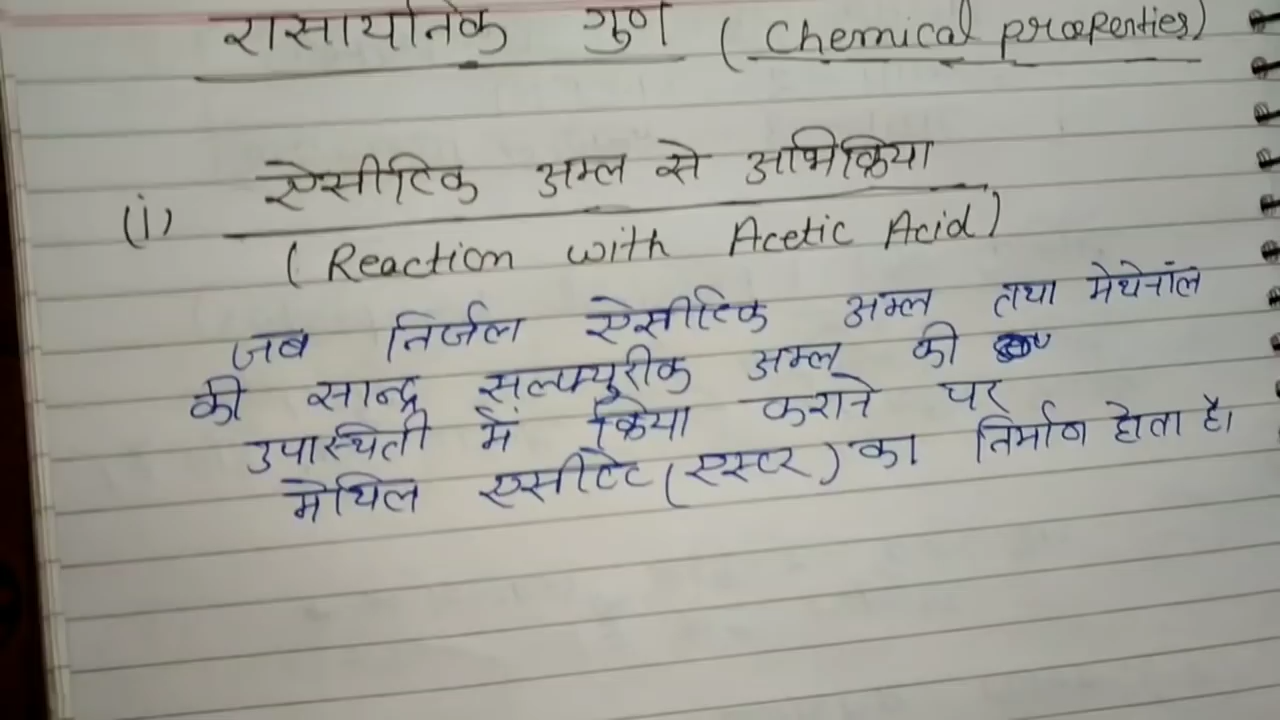 रासायनिक गुण ( Chemical properties)
ऐसीटिक अम्ल से अभिक्रिया
(i)
( Reaction with Acetic Acid)
जब निर्जल ऐसीटिक अम्ल तथा मेथेनॉल
की सान्द्र सल्फ्युरीक अम्ल की
उपास्थिती में क्रिया कराने पर
मेथिल एसीटेट (एस्टर) का निर्माण होता है।